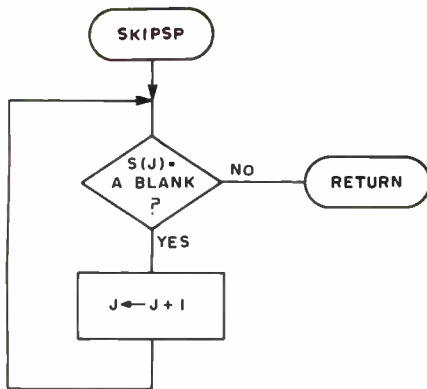 SKIPSP
S(J)=
A BLANK
?
NO
RETURN
YES
J ← J + 1